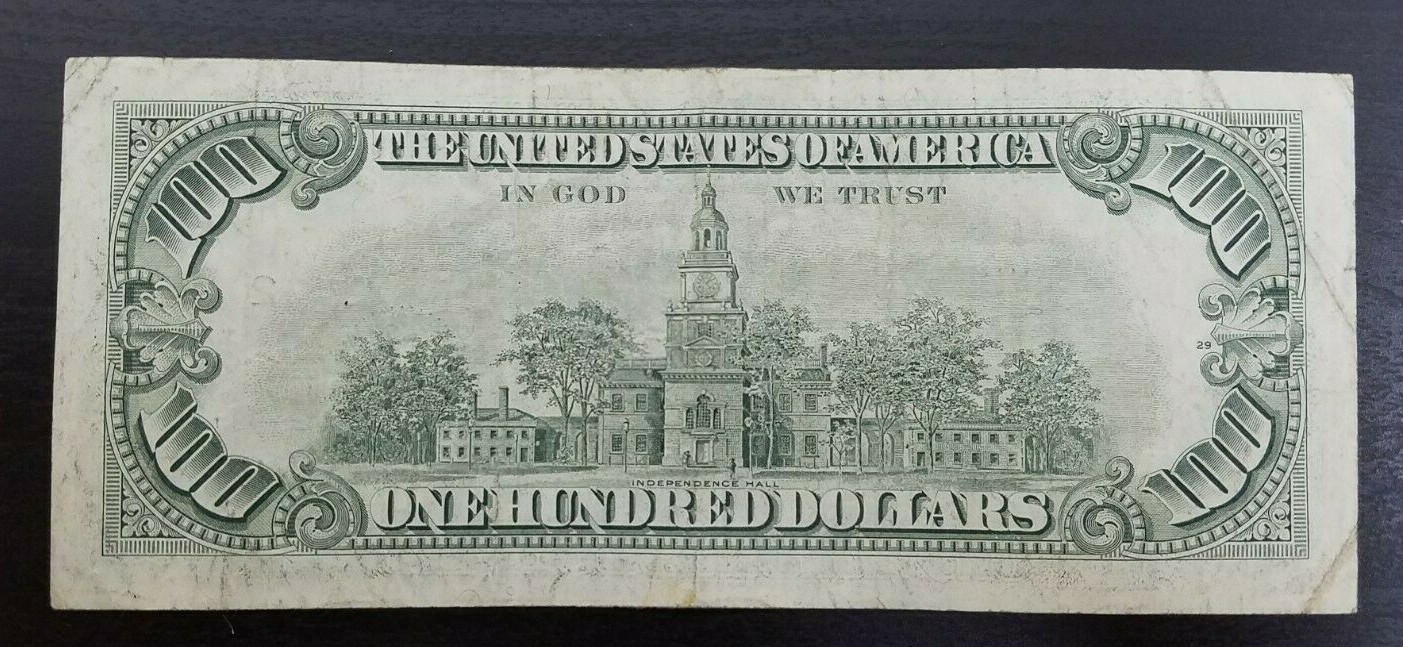 THE UNITED STATES OF AMERICA
100
100
IN GOD WE TRUST
29
INDEPENDENCE HALL
100
100
ONE HUNDRED DOLLARS